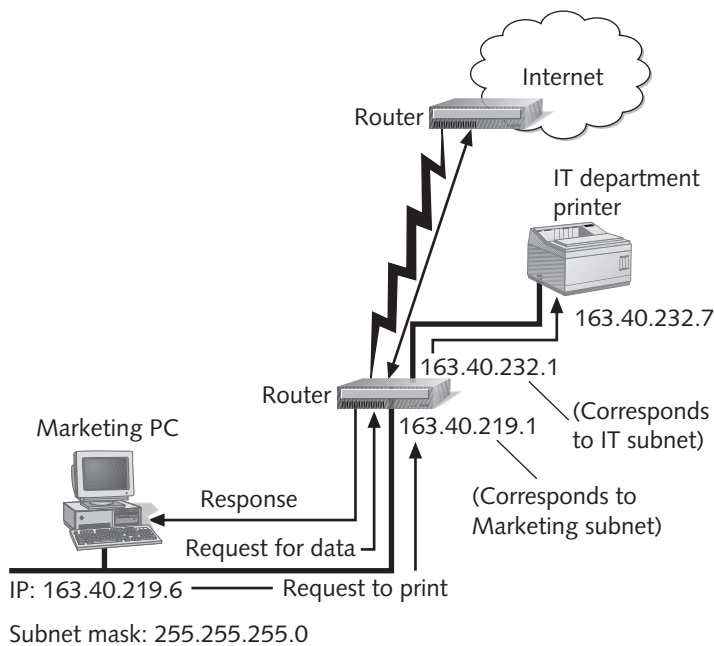 Internet
Router
IT department
printer
163.40.232.7
163.40.232.1
Router
163.40.219.1
(Corresponds
to IT subnet)
Marketing PC
(Corresponds to
Marketing subnet)
Response
Request for data
IP: 163.40.219.6
Request to print
Subnet mask: 255.255.255.0